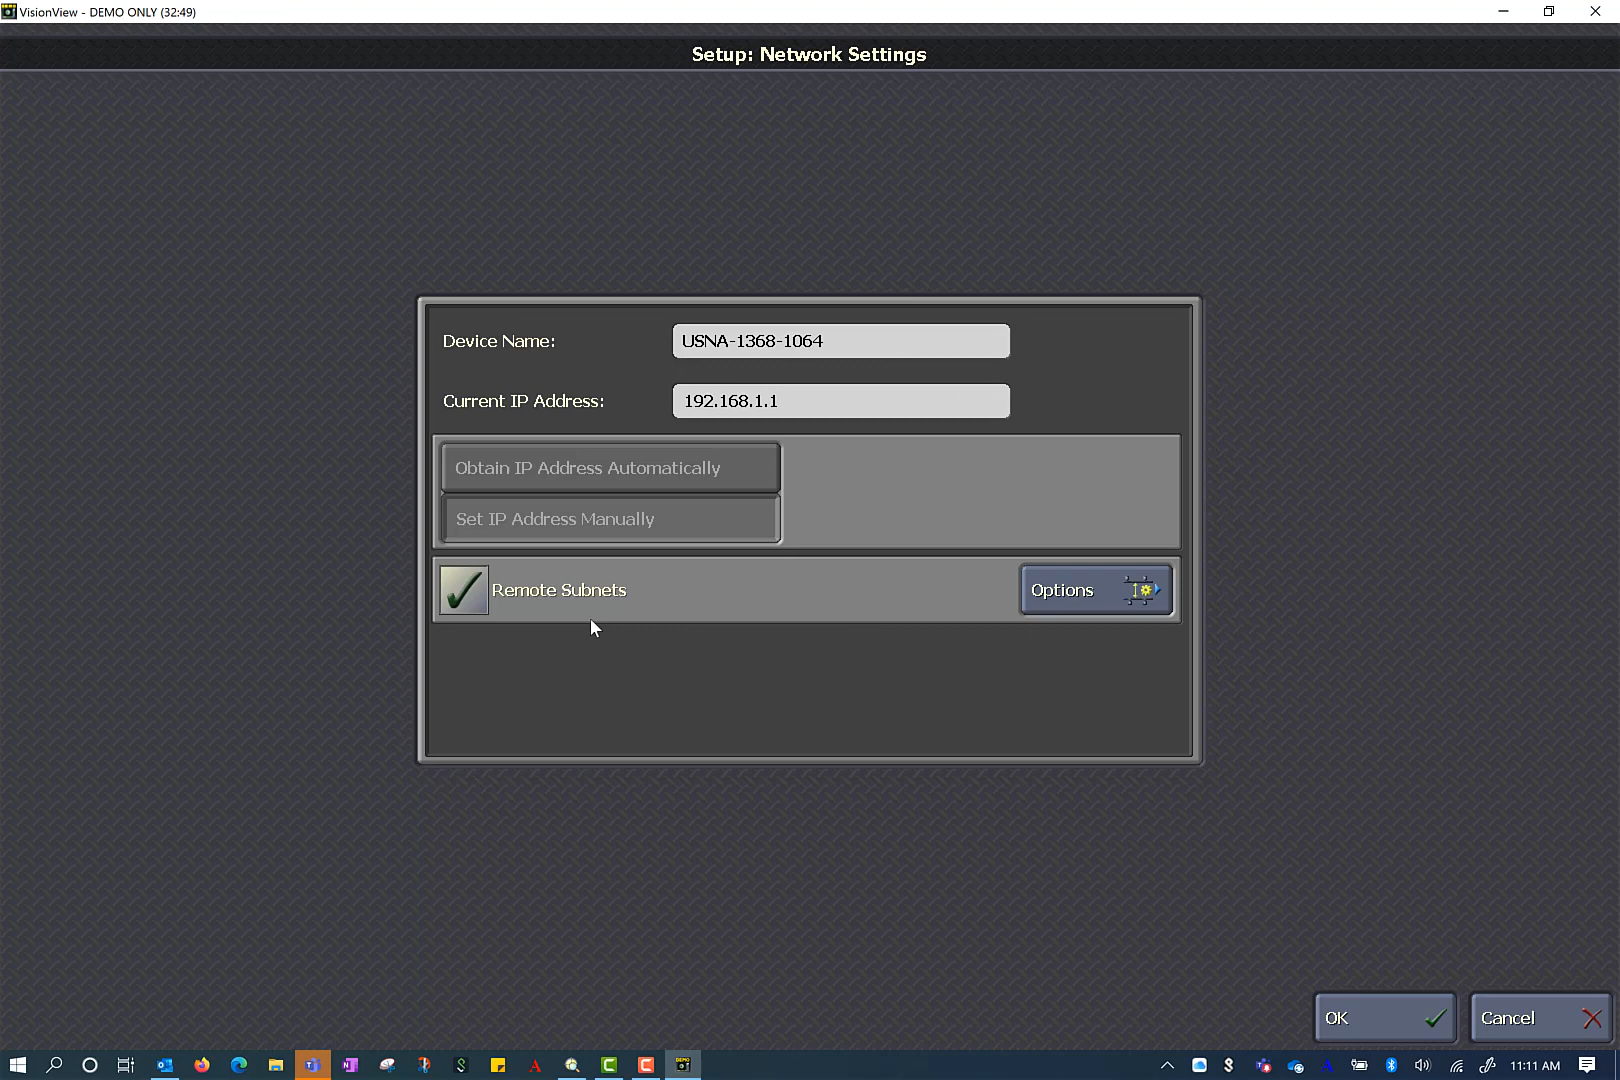 VisionView - DEMO ONLY (32:49)
Setup: Network Settings
Device Name:
USNA-1368-1064
Current IP Address:
192.168.1.1
Obtain IP Address Automatically
Set IP Address Manually
Remote Subnets
Options
OK
Cancel
DEMO
11:11 AM